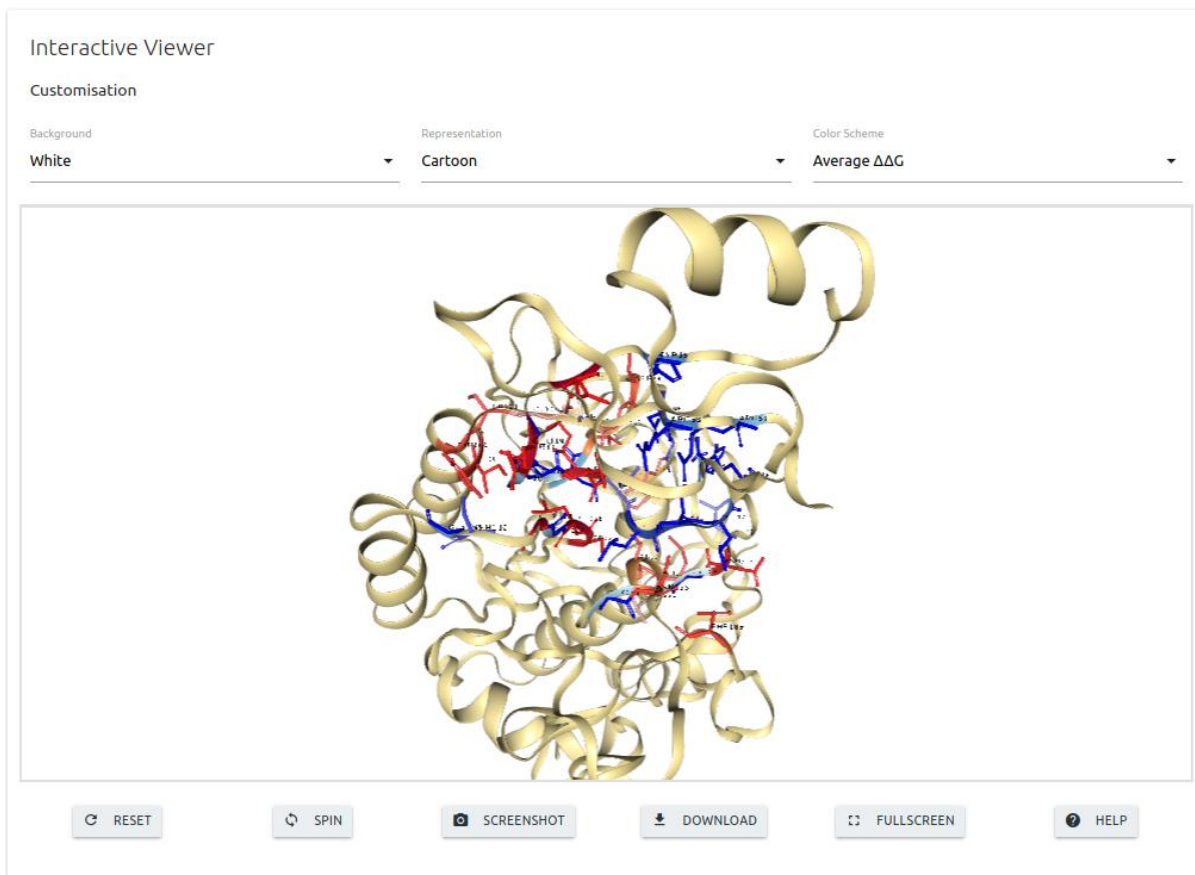 Interactive Viewer
Customisation
Background Representation Color Scheme
White Cartoon Average ΔΔG
RESET SPIN SCREENSHOT DOWNLOAD FULLSCREEN HELP